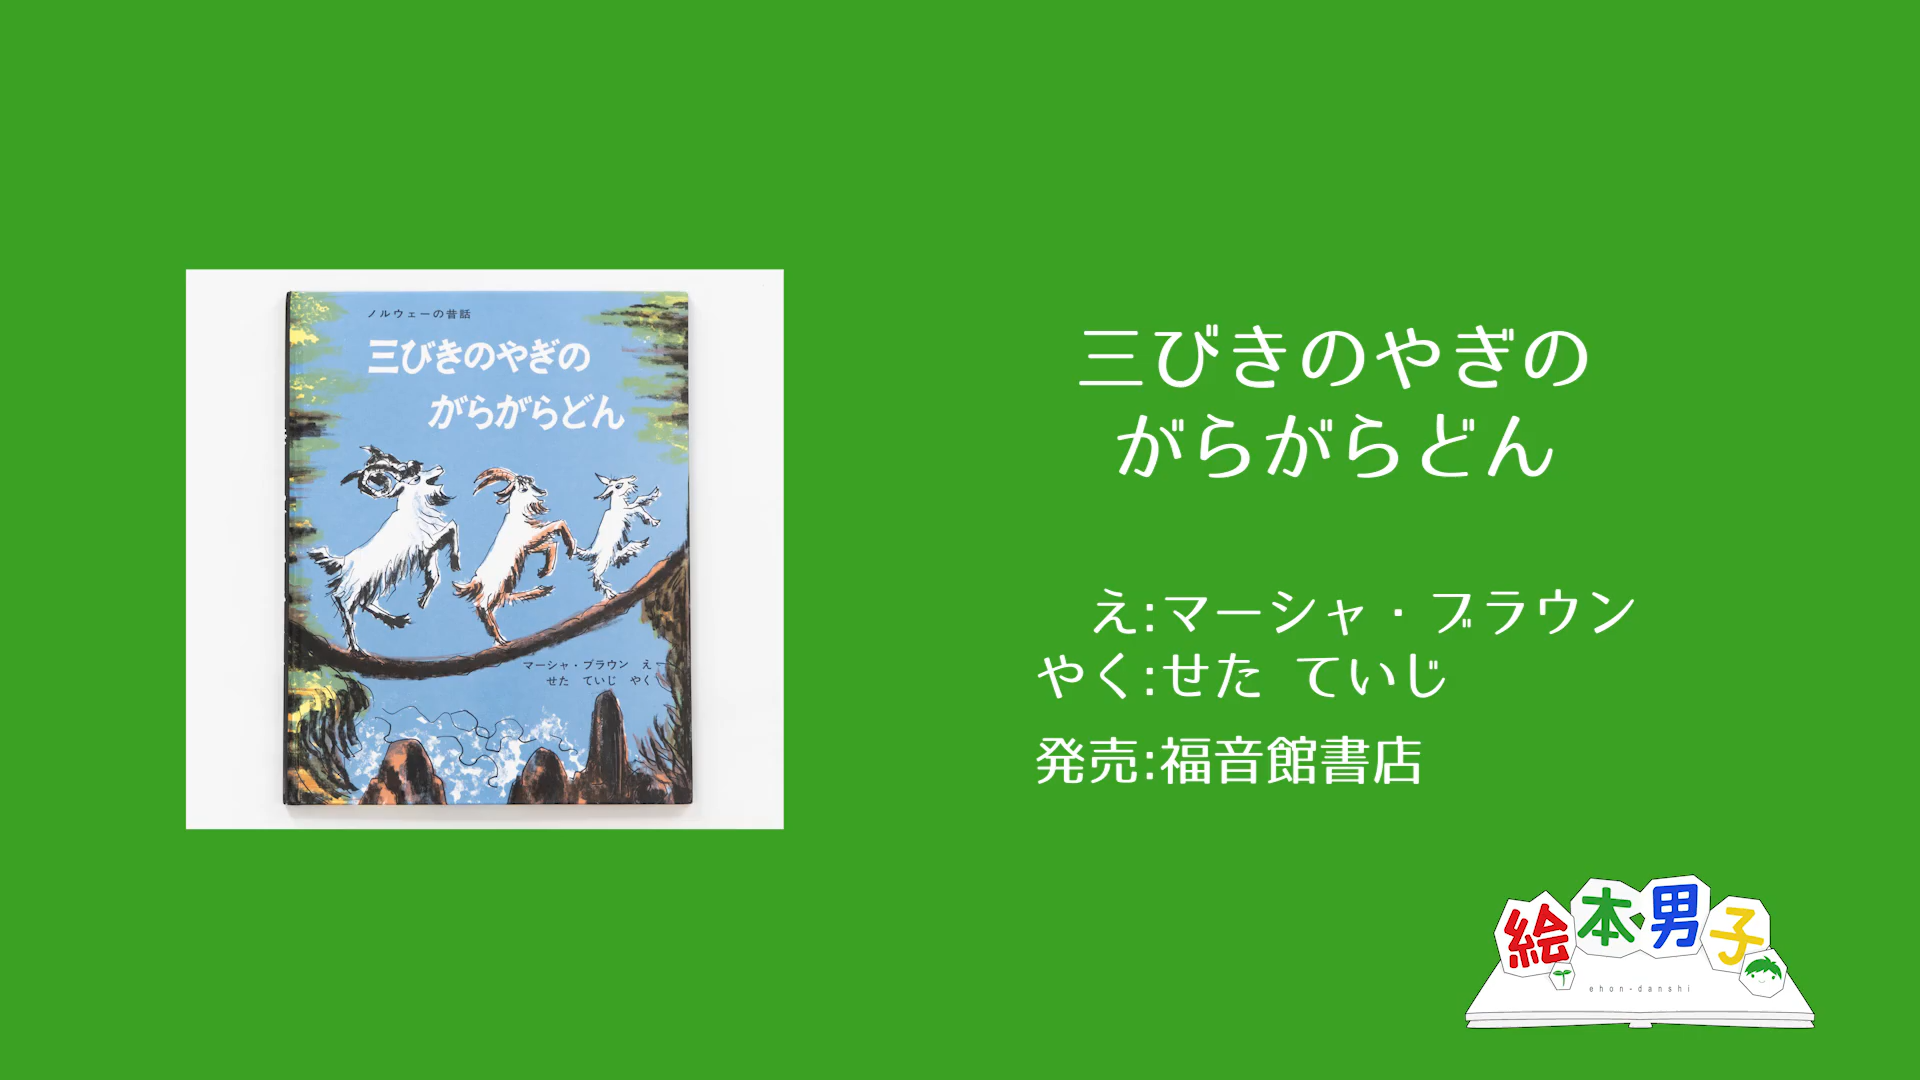 ノルウェーの昔話
三びきのやぎの
がらがらどん
マーシャ・ブラウン え
せた ていじ やく
三びきのやぎの
がらがらどん
え:マーシャ・ブラウン
やく:せた ていじ
発売:福音館書店
絵本男子
ehon-danshi